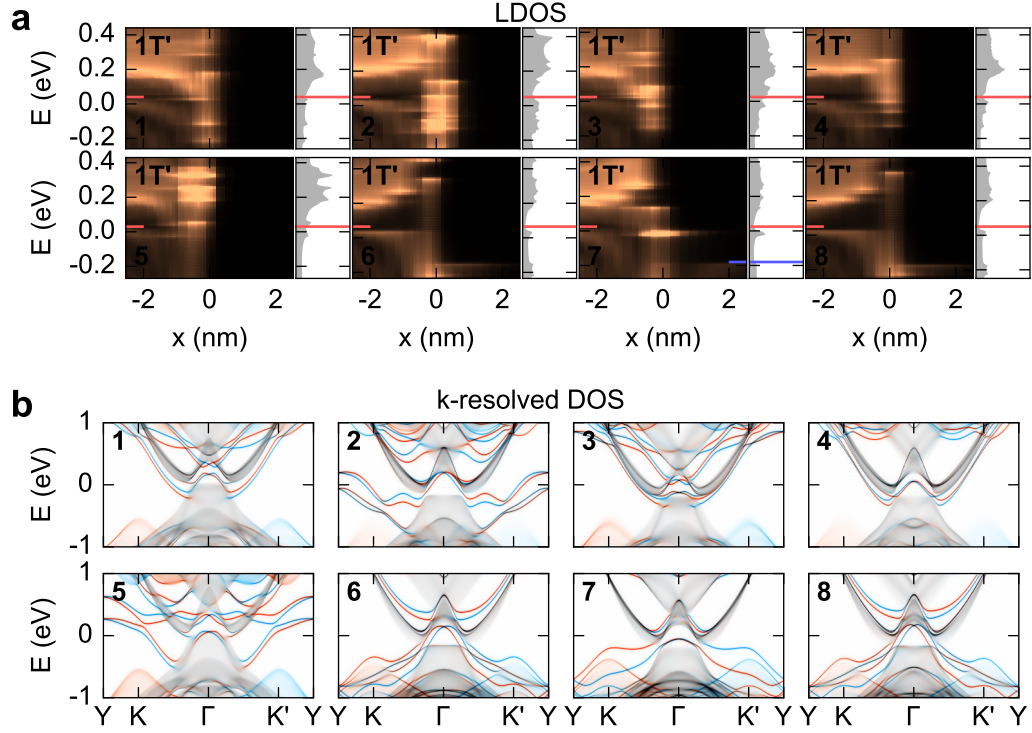 a
LDOS
E (eV)
0.4
0.2
0.0
-0.2
1T'
1
1T'
2
1T'
3
1T'
4
E (eV)
0.4
0.2
0.0
-0.2
1T'
5
1T'
6
1T'
7
1T'
8
-2 0 2
-2 0 2
-2 0 2
-2 0 2
x (nm)
x (nm)
x (nm)
x (nm)
b
k-resolved DOS
E (eV)
1
0
-1
1
2
3
4
E (eV)
1
0
-1
5
6
7
8
Y K Γ K' Y
K Γ K' Y
K Γ K' Y
K Γ K' Y